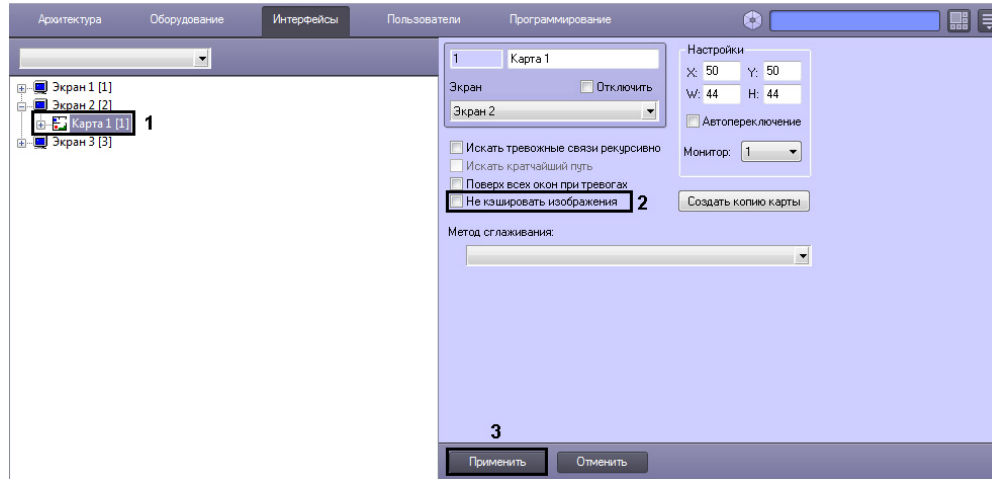 Архитектура Оборудование Интерфейсы Пользователи Программирование
Экран 1 [1]
Экран 2 [2]
Карта 1 [1] 1
Экран 3 [3]
1 Карта 1
Экран Отключить
Экран 2
Искать тревожные связи рекурсивно
Искать кратчайший путь
Поверх всех окон при тревогах
Не кэшировать изображения 2
Метод сглаживания:
Настройки
X: 50 Y: 50
W: 44 H: 44
Автопереключение
Монитор: 1
Создать копию карты
3
Применить Отменить